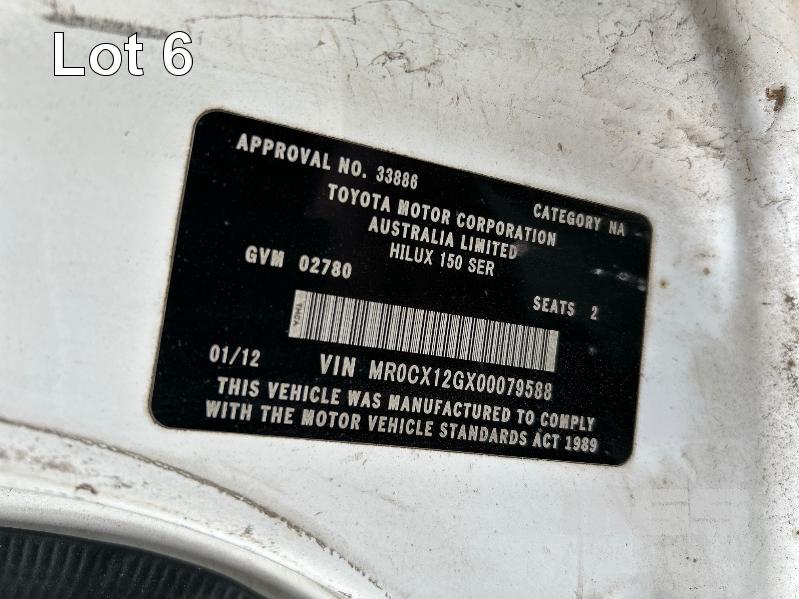 Lot 6
APPROVAL NO. 33886
CATEGORY NA
TOYOTA MOTOR CORPORATION
AUSTRALIA LIMITED
HILUX 150 SER
GVM 02780
SEATS 2
01/12 VIN MR0CX12GX00079588
THIS VEHICLE WAS MANUFACTURED TO COMPLY
WITH THE MOTOR VEHICLE STANDARDS ACT 1989